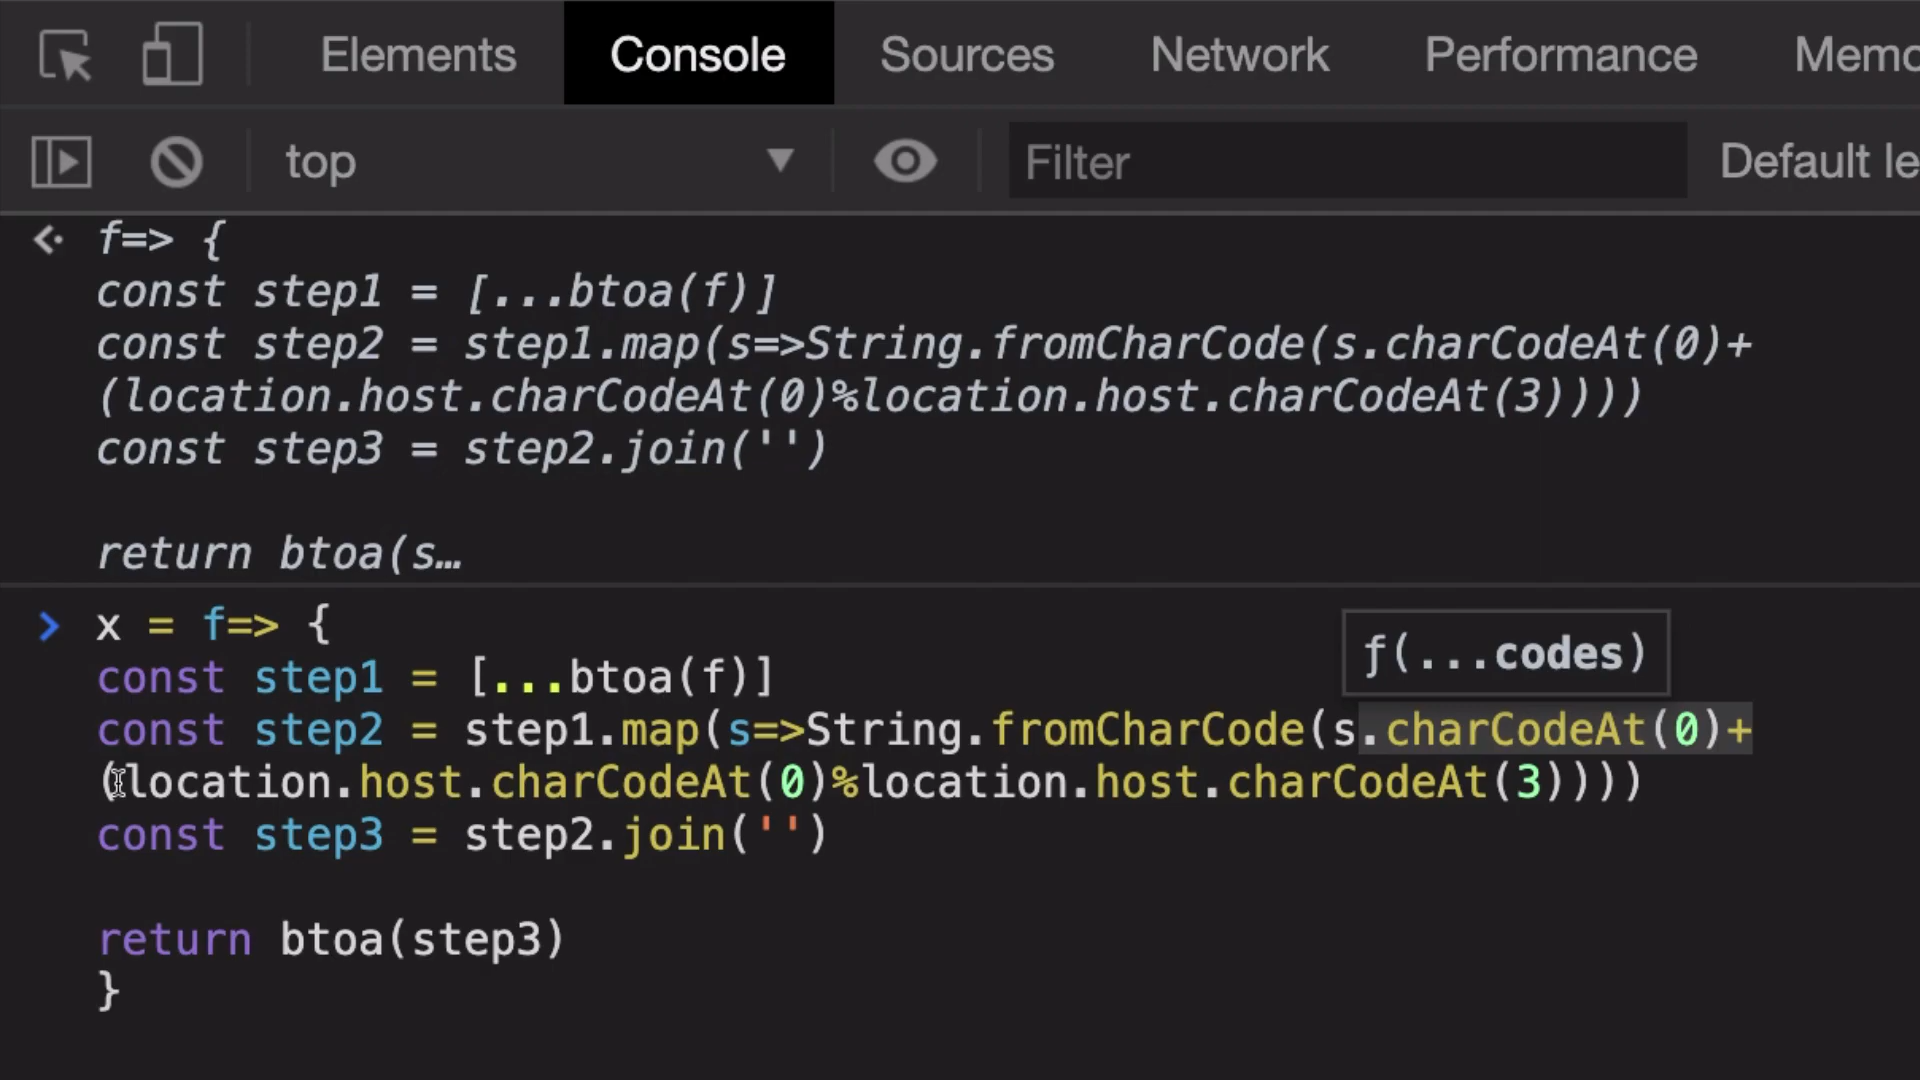 Elements Console Sources Network Performance Memo
top Filter Default le
f=> {
const step1 = [...btoa(f)]
const step2 = step1.map(s=>String.fromCharCode(s.charCodeAt(0)+
(location.host.charCodeAt(0)%location.host.charCodeAt(3))))
const step3 = step2.join('')
return btoa(s…
x = f=> {
ƒ(...codes)
const step1 = [...btoa(f)]
const step2 = step1.map(s=>String.fromCharCode(s.charCodeAt(0)+
(location.host.charCodeAt(0)%location.host.charCodeAt(3))))
const step3 = step2.join('')
return btoa(step3)
}